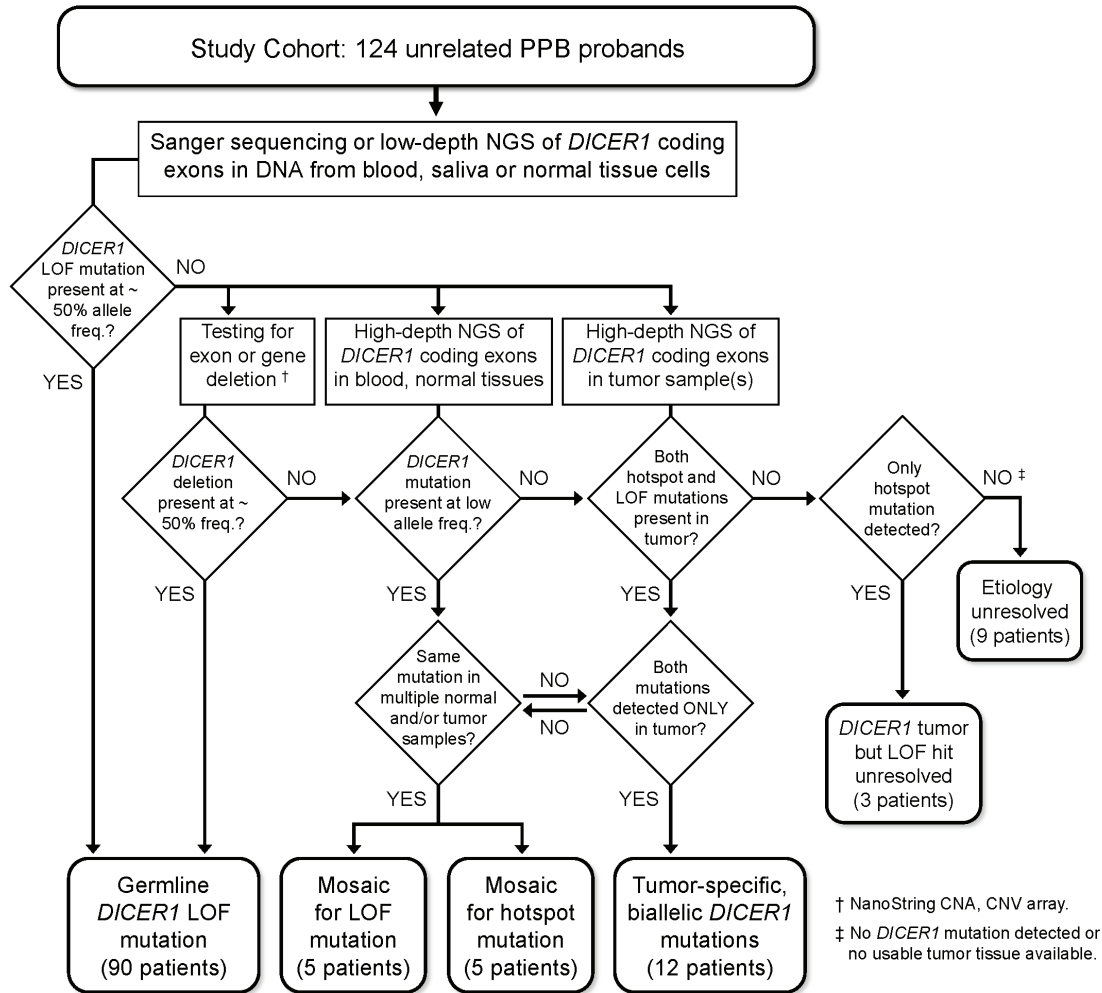 Study Cohort: 124 unrelated PPB probands
Sanger sequencing or low-depth NGS of DICER1 coding
exons in DNA from blood, saliva or normal tissue cells
DICER1
LOF mutation
present at ~
50% allele
freq.?
NO
YES
Testing for
exon or gene
deletion †
High-depth NGS of
DICER1 coding exons
in blood, normal tissues
High-depth NGS of
DICER1 coding exons
in tumor sample(s)
DICER1
deletion
present at ~
50% freq.?
NO
YES
DICER1
mutation
present at low
allele freq.?
NO
YES
Both
hotspot and
LOF mutations
present in
tumor?
NO
YES
Only
hotspot
mutation
detected?
NO ‡
YES
Etiology
unresolved
(9 patients)
Same
mutation in
multiple normal
and/or tumor
samples?
NO
NO
YES
Both
mutations
detected ONLY
in tumor?
YES
DICER1 tumor
but LOF hit
unresolved
(3 patients)
Germline
DICER1 LOF
mutation
(90 patients)
Mosaic
for LOF
mutation
(5 patients)
Mosaic
for hotspot
mutation
(5 patients)
Tumor-specific,
biallelic DICER1
mutations
(12 patients)
† NanoString CNA, CNV array.
‡ No DICER1 mutation detected or
no usable tumor tissue available.